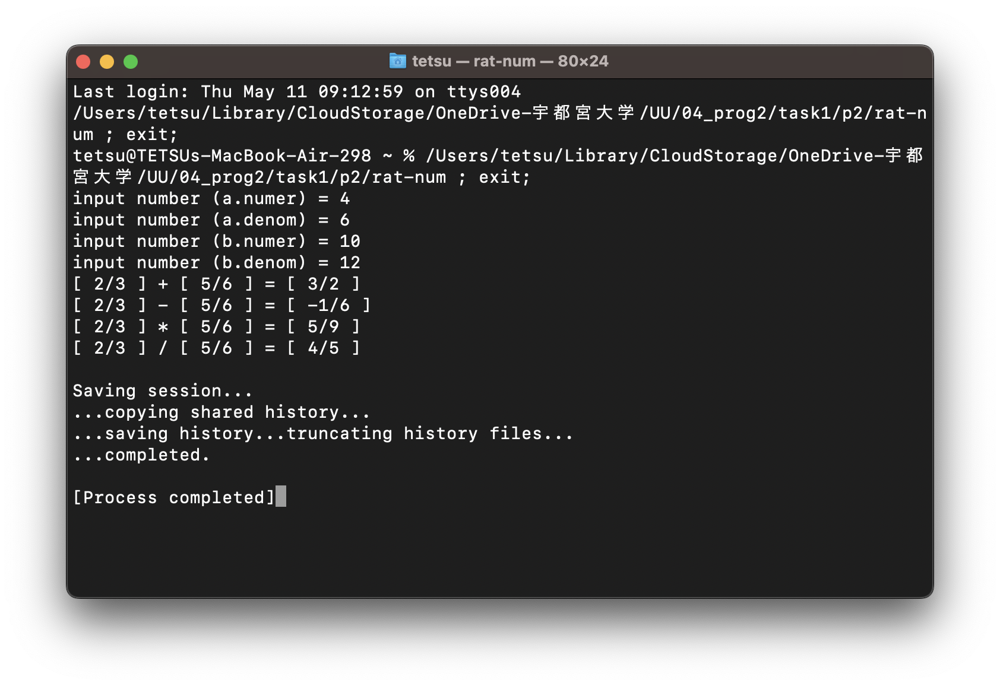 tetsu — rat-num — 80×24
Last login: Thu May 11 09:12:59 on ttys004
/Users/tetsu/Library/CloudStorage/OneDrive-宇都宮大学/UU/04_prog2/task1/p2/rat-n
um ; exit;
tetsu@TETSUs-MacBook-Air-298 ~ % /Users/tetsu/Library/CloudStorage/OneDrive-宇都
宮大学/UU/04_prog2/task1/p2/rat-num ; exit;
input number (a.numer) = 4
input number (a.denom) = 6
input number (b.numer) = 10
input number (b.denom) = 12
[ 2/3 ] + [ 5/6 ] = [ 3/2 ]
[ 2/3 ] - [ 5/6 ] = [ -1/6 ]
[ 2/3 ] * [ 5/6 ] = [ 5/9 ]
[ 2/3 ] / [ 5/6 ] = [ 4/5 ]
Saving session...
...copying shared history...
...saving history...truncating history files...
...completed.
[Process completed]